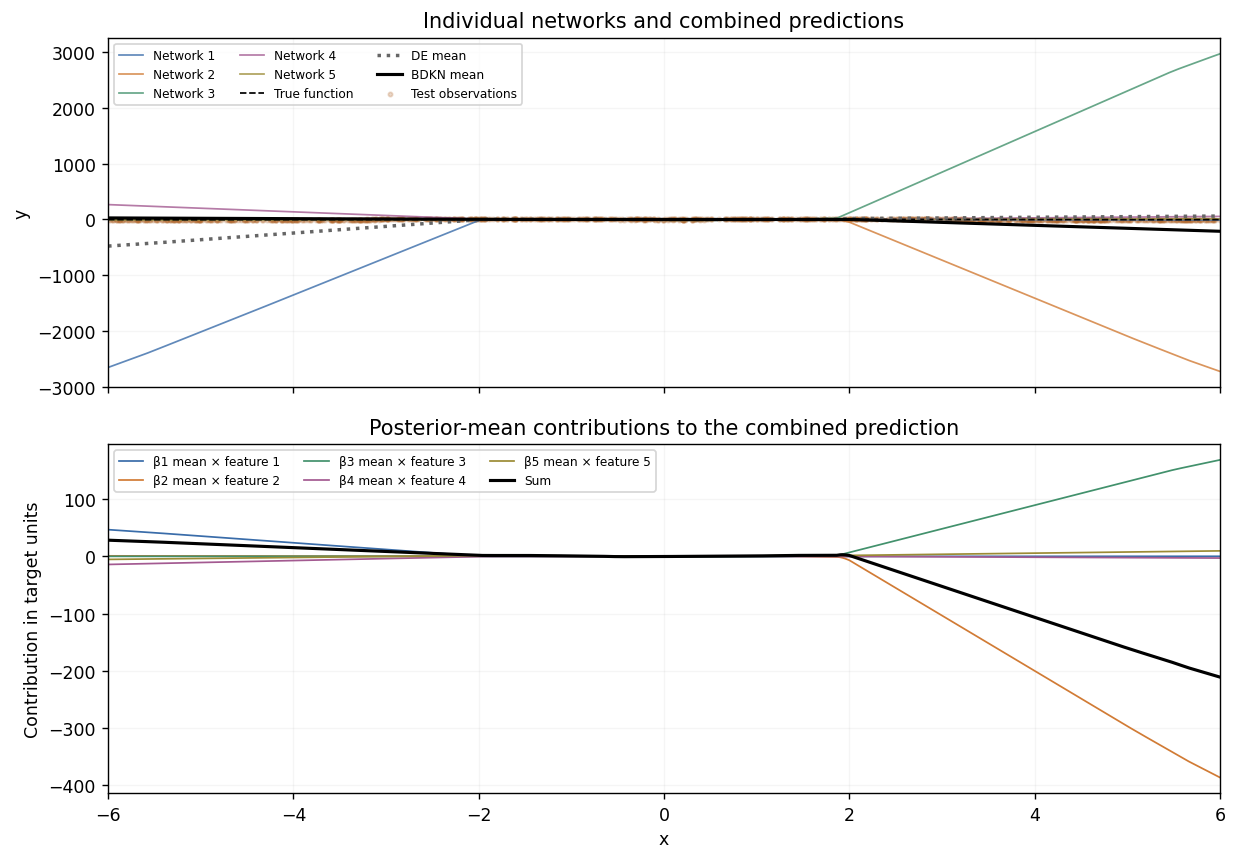 Individual networks and combined predictions
Network 1 Network 4 DE mean
Network 2 Network 5 BDKN mean
Network 3 True function Test observations
3000
2000
1000
0
−1000
−2000
−3000
y
Posterior-mean contributions to the combined prediction
β1 mean × feature 1 β3 mean × feature 3 β5 mean × feature 5
β2 mean × feature 2 β4 mean × feature 4 Sum
100
0
−100
−200
−300
−400
Contribution in target units
−6 −4 −2 0 2 4 6
x